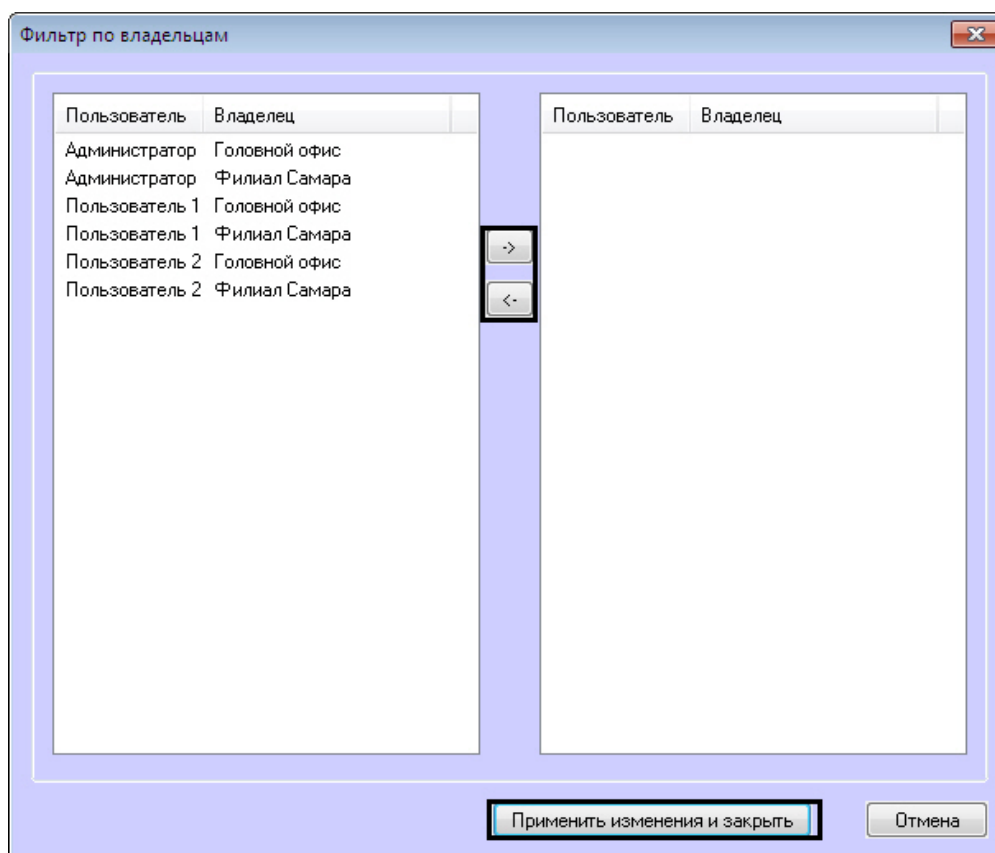 Фильтр по владельцам
Пользователь Владелец
Администратор Головной офис
Администратор Филиал Самара
Пользователь 1 Головной офис
Пользователь 1 Филиал Самара
Пользователь 2 Головной офис
Пользователь 2 Филиал Самара
->
<-
Пользователь Владелец
Применить изменения и закрыть
Отмена